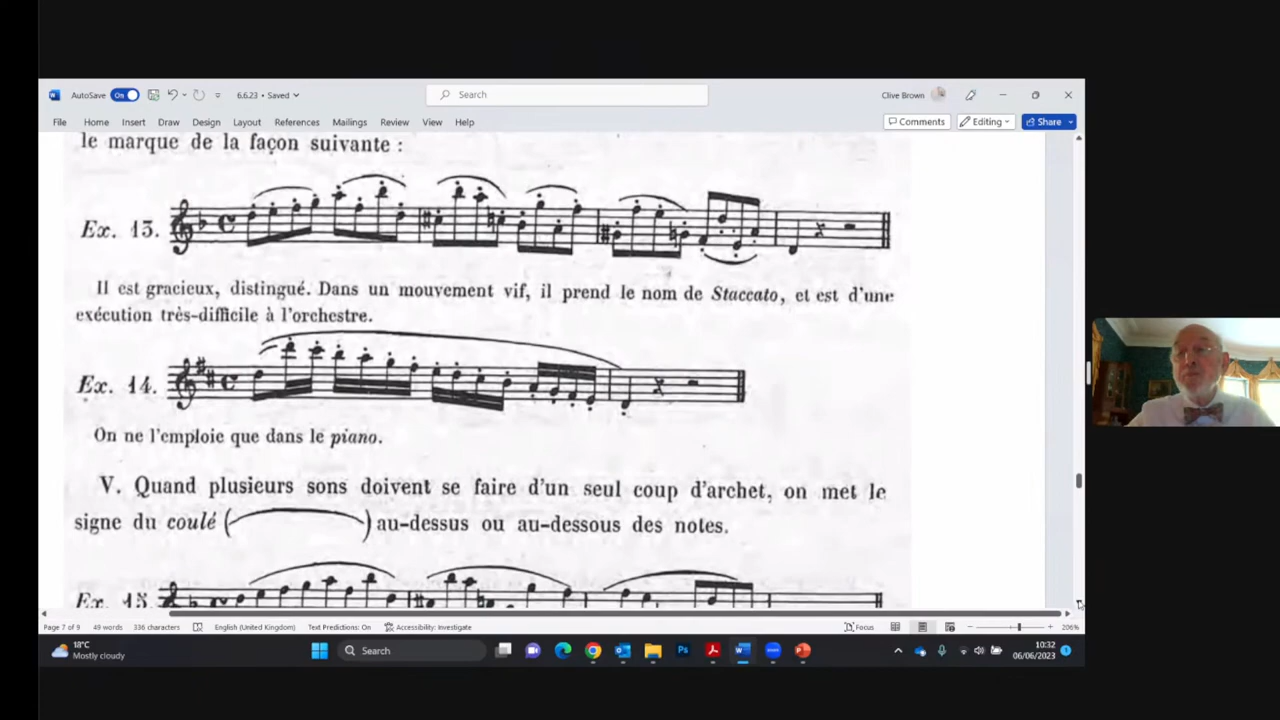 AutoSave On 6.6.23 • Saved Search Clive Brown
File Home Insert Draw Design Layout References Mailings Review View Help Comments Editing Share
le marque de la façon suivante :
Ex. 13.
Il est gracieux, distingué. Dans un mouvement vif, il prend le nom de Staccato, et est d'une
exécution très-difficile à l'orchestre.
Ex. 14.
On ne l'emploie que dans le piano.
V. Quand plusieurs sons doivent se faire d'un seul coup d'archet, on met le
signe du coulé ( ) au-dessus ou au-dessous des notes.
Ex. 15.
Page 7 of 9 49 words 336 characters English (United Kingdom) Text Predictions: On Accessibility: Investigate Focus 206%
18°C
Mostly cloudy
Search
10:32
06/06/2023